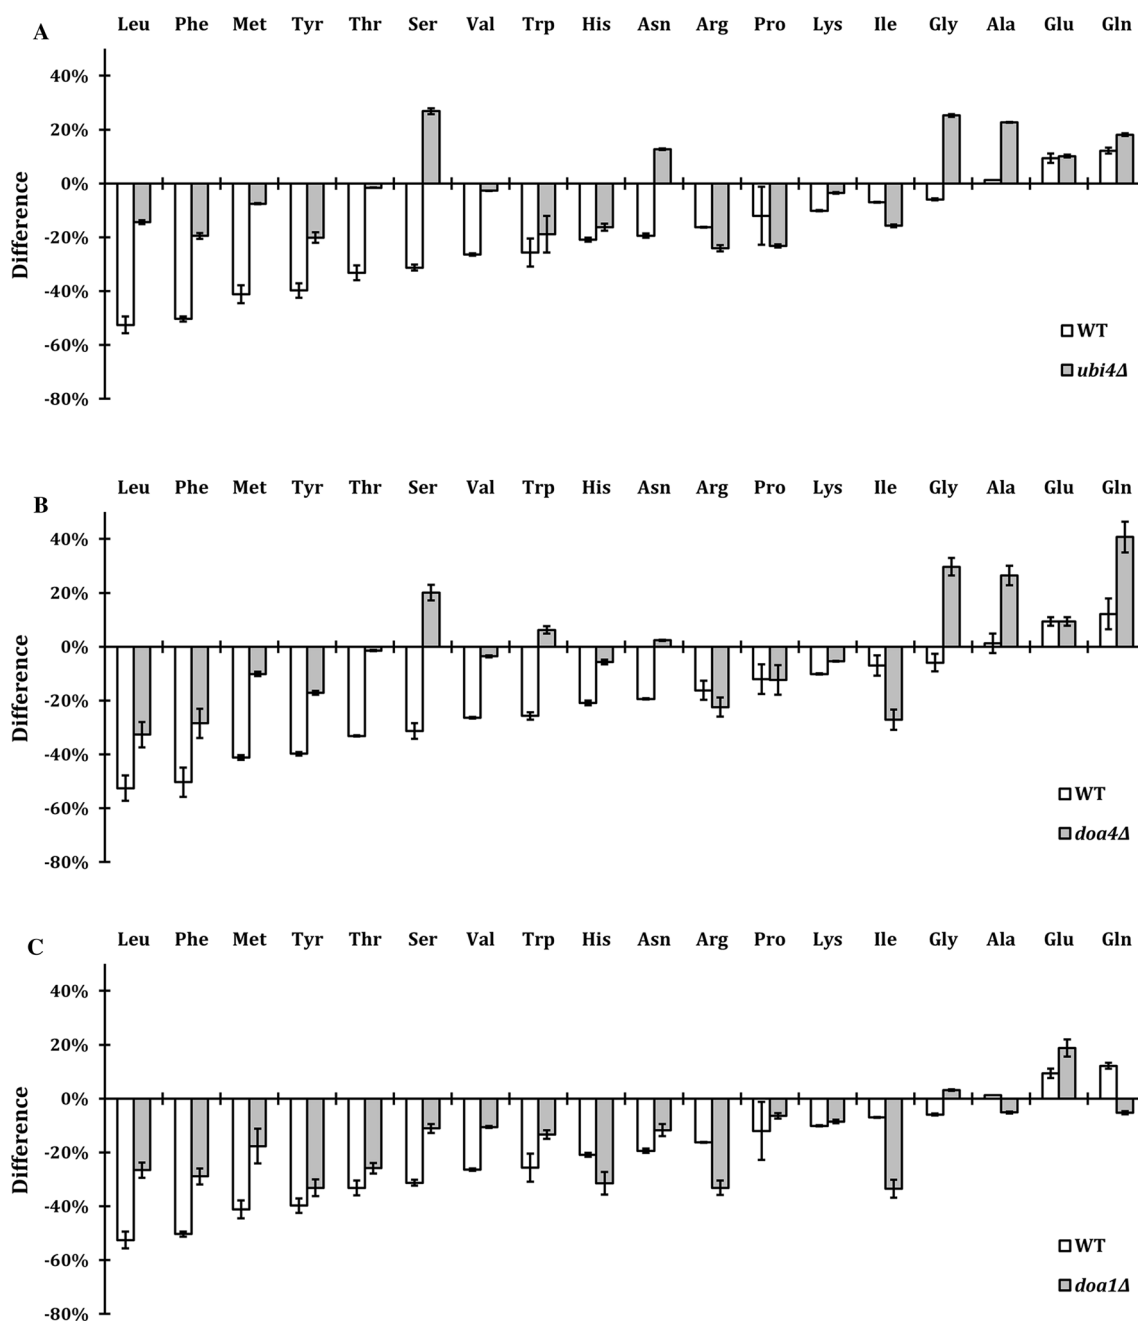 A
Leu Phe Met Tyr Thr Ser Val Trp His Asn Arg Pro Lys Ile Gly Ala Glu Gln
40%
20%
0%
-20%
-40%
-60%
-80%
Difference
WT
ubi4Δ
B
Leu Phe Met Tyr Thr Ser Val Trp His Asn Arg Pro Lys Ile Gly Ala Glu Gln
40%
20%
0%
-20%
-40%
-60%
-80%
Difference
WT
doa4Δ
C
Leu Phe Met Tyr Thr Ser Val Trp His Asn Arg Pro Lys Ile Gly Ala Glu Gln
40%
20%
0%
-20%
-40%
-60%
-80%
Difference
WT
doa1Δ